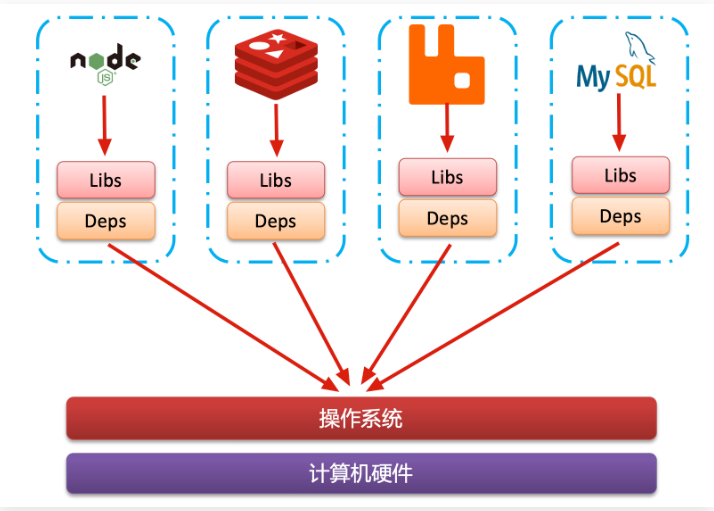 node
JS
MySQL
Libs
Libs
Libs
Libs
Deps
Deps
Deps
Deps
操作系统
计算机硬件